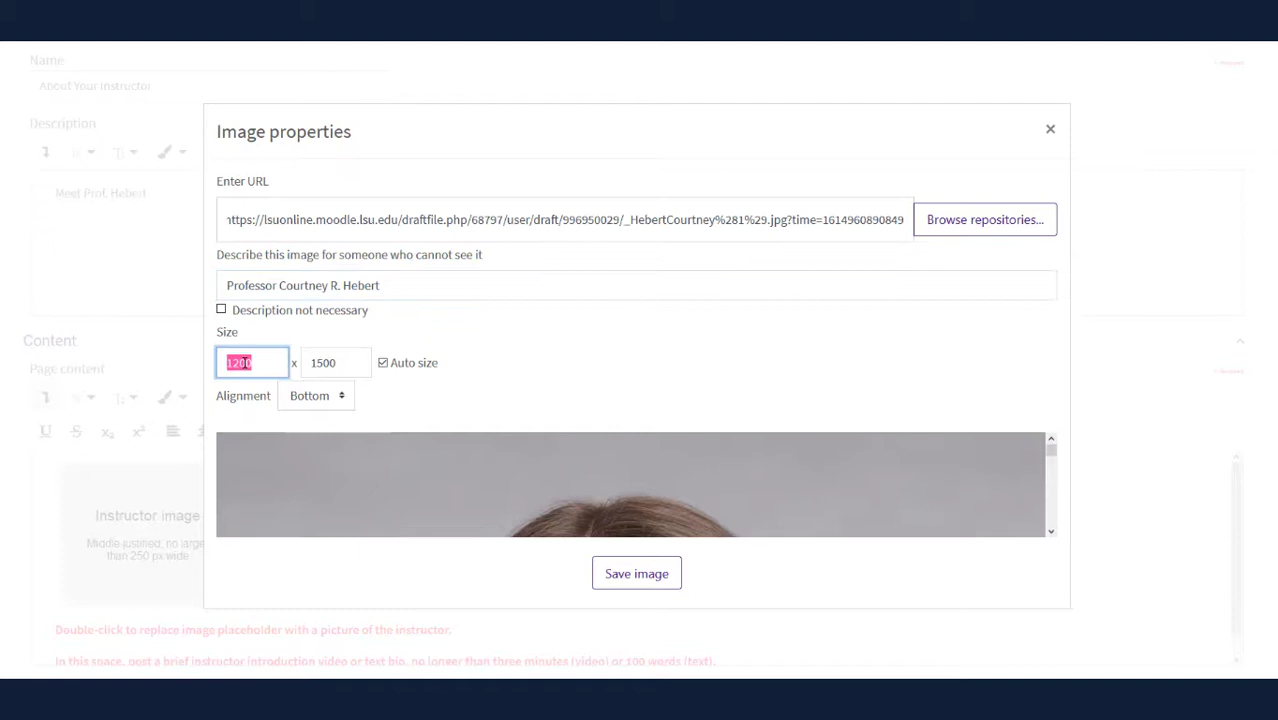 Name
About Your Instructor
Description
Meet Prof. Hebert
Image properties
×
Enter URL
https://lsuonline.moodle.lsu.edu/draftfile.php/68797/user/draft/996950029/_HebertCourtney%281%29.jpg?time=1614960890849
Browse repositories...
Describe this image for someone who cannot see it
Professor Courtney R. Hebert
Description not necessary
Size
1200 x 1500 Auto size
Alignment Bottom
Content
Page content
Instructor image
Middle-justified, no large
than 250 px wide
Save image
Double-click to replace image placeholder with a picture of the instructor.
In this space, post a brief instructor introduction video or text bio, no longer than three minutes (video) or 100 words (text).